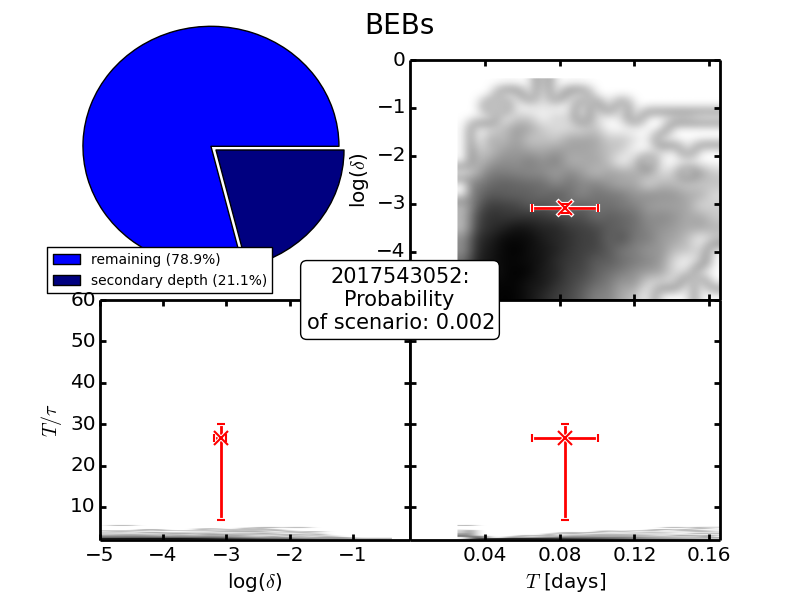 BEBs
remaining (78.9%)
secondary depth (21.1%)
log(δ)
0
−1
−2
−3
−4
2017543052:
Probability
of scenario: 0.002
T/τ
60
50
40
30
20
10
−5 −4 −3 −2 −1
log(δ)
0.04 0.08 0.12 0.16
T [days]